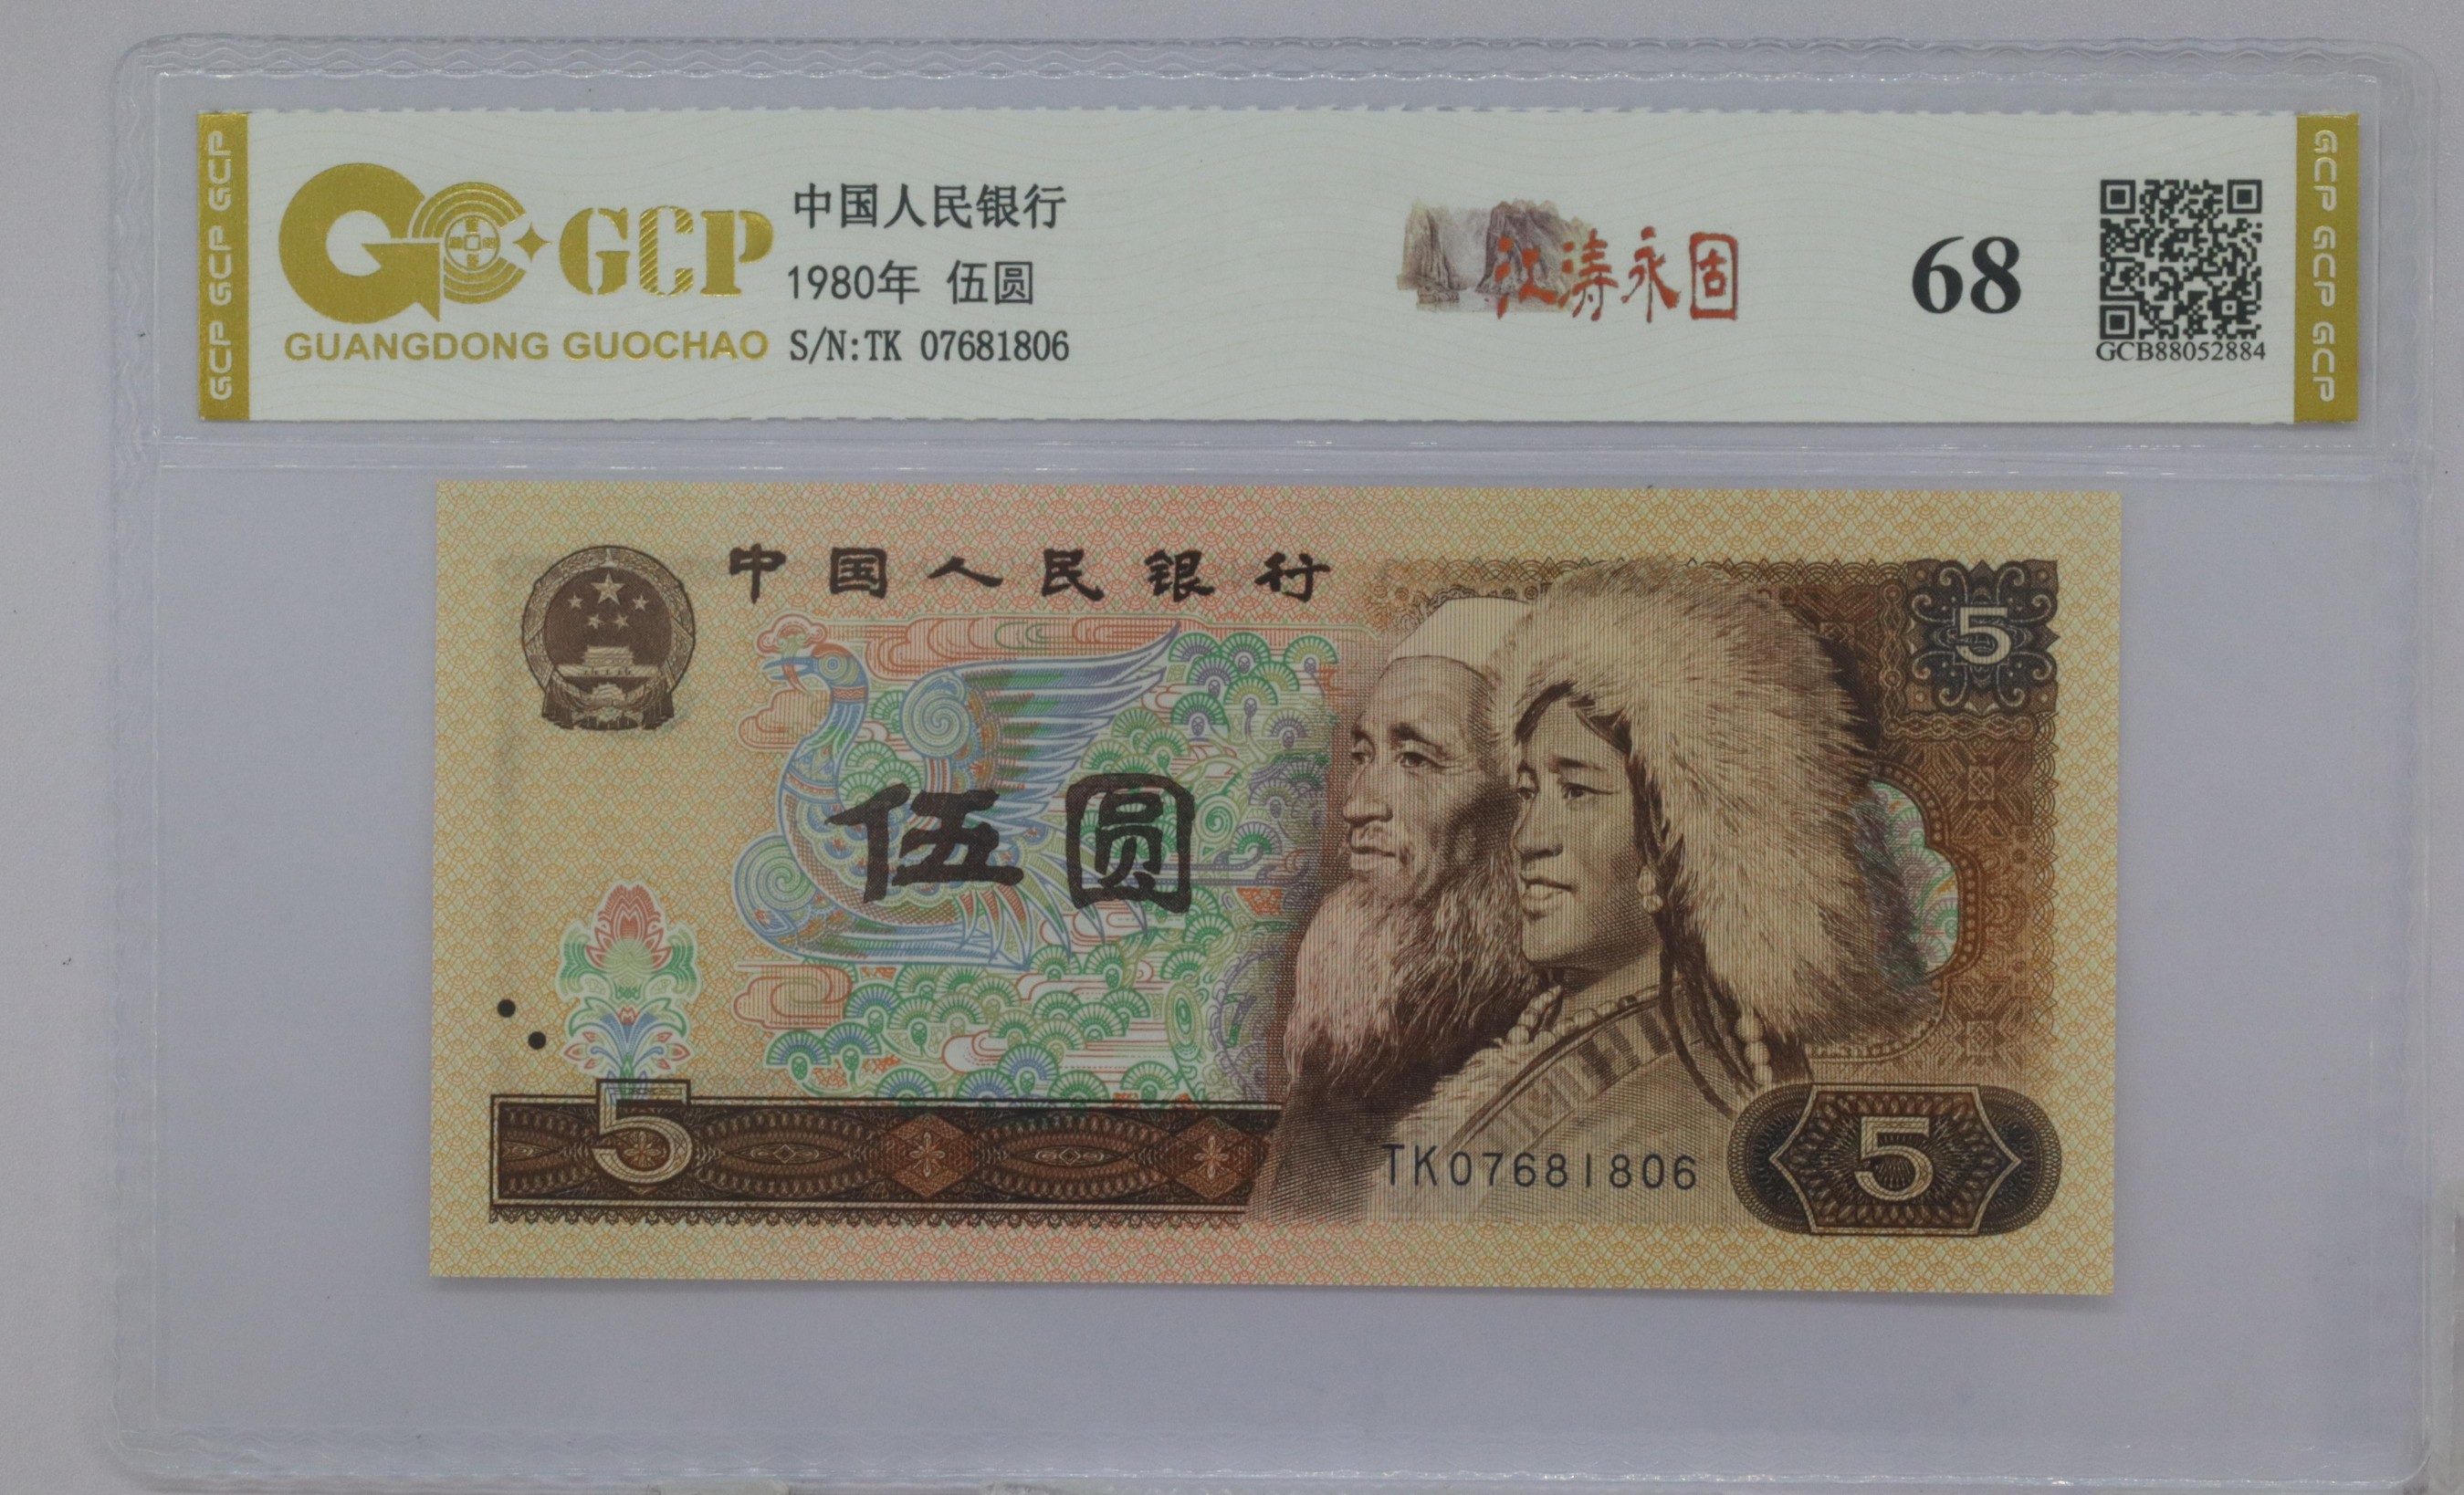 GCP GCP GCP
GCP
GUANGDONG GUOCHAO
中国人民银行
1980年 伍圆
S/N:TK 07681806
江涛永固
68
GCB88052884
GCP GCP GCP
中国人民银行
5
伍圆
5
TK07681806
5